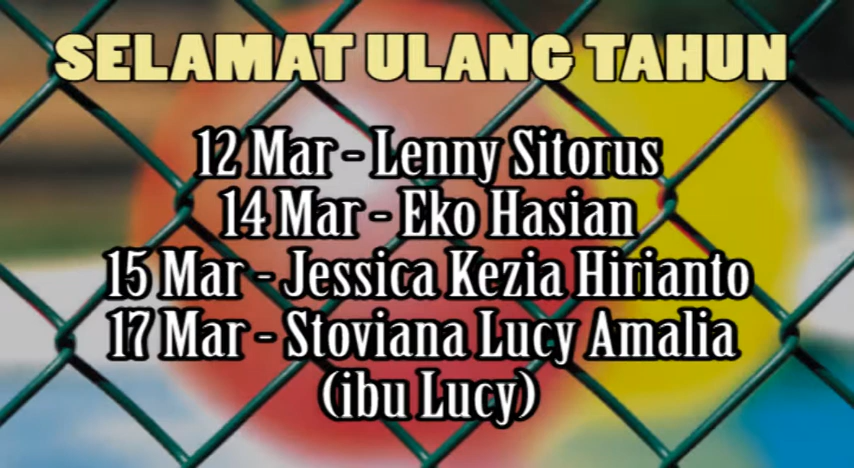 SELAMAT ULANG TAHUN
12 Mar - Lenny Sitorus
14 Mar - Eko Hasian
15 Mar - Jessica Kezia Hirianto
17 Mar - Stoviana Lucy Amalia
(ibu Lucy)